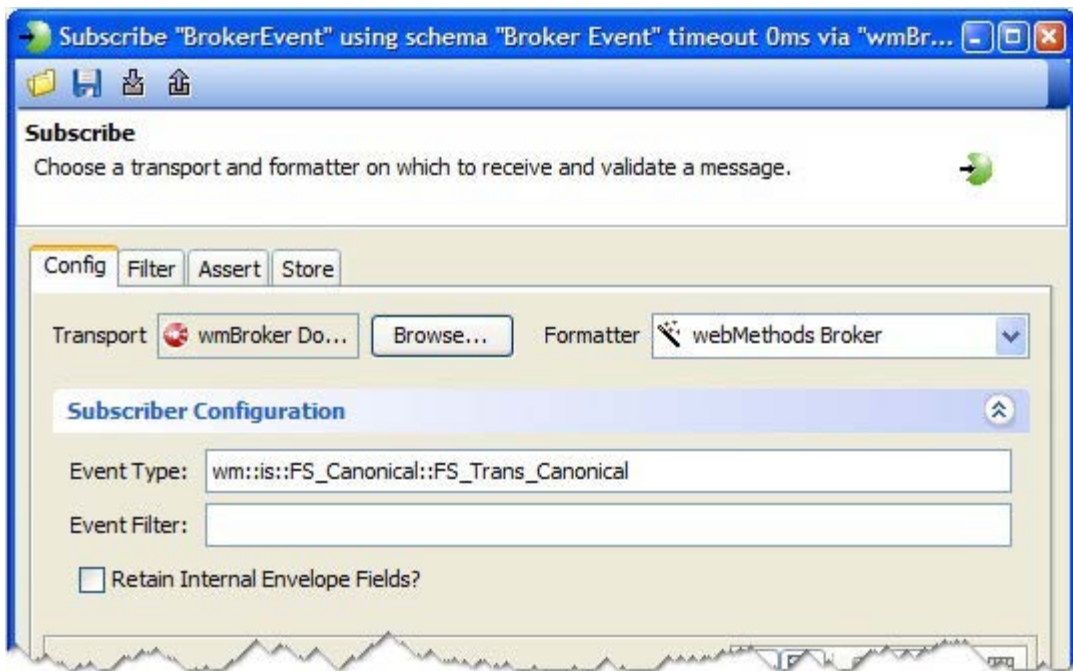 Subscribe "BrokerEvent" using schema "Broker Event" timeout 0ms via "wmBr...
Subscribe
Choose a transport and formatter on which to receive and validate a message.
Config Filter Assert Store
Transport wmBroker Do... Browse... Formatter webMethods Broker
Subscriber Configuration
Event Type: wm::is::FS_Canonical::FS_Trans_Canonical
Event Filter:
Retain Internal Envelope Fields?